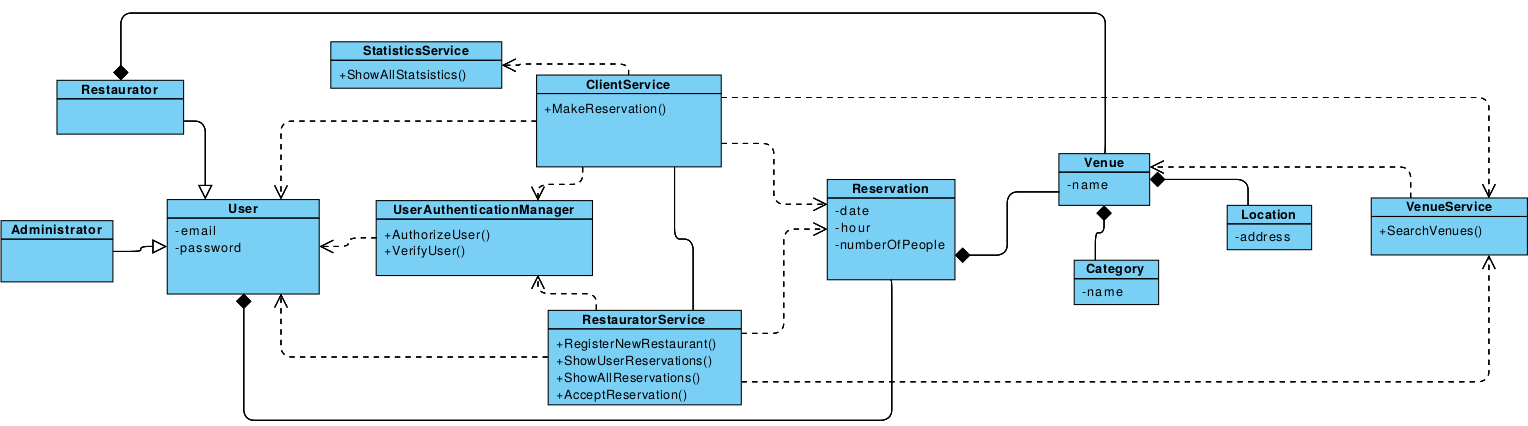 StatisticsService
+ShowAllStatsistics()
Restaurator
ClientService
+MakeReservation()
Venue
-name
Reservation
-date
-hour
-numberOfPeople
User
-email
-password
UserAuthenticationManager
+AuthorizeUser()
+VerifyUser()
VenueService
+SearchVenues()
Location
-address
Administrator
Category
-name
RestauratorService
+RegisterNewRestaurant()
+ShowUserReservations()
+ShowAllReservations()
+AcceptReservation()